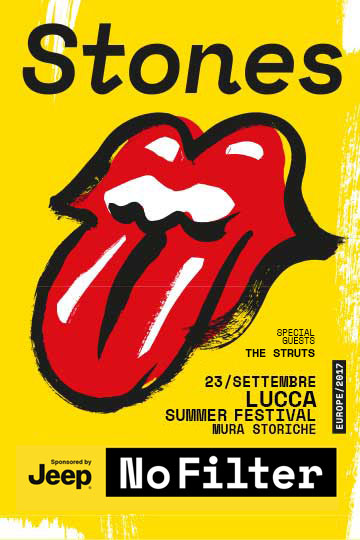 Stones
SPECIAL
GUESTS
THE STRUTS
23/SETTEMBRE
LUCCA
SUMMER FESTIVAL
MURA STORICHE
EUROPE/2017
Sponsored by
Jeep
No Filter